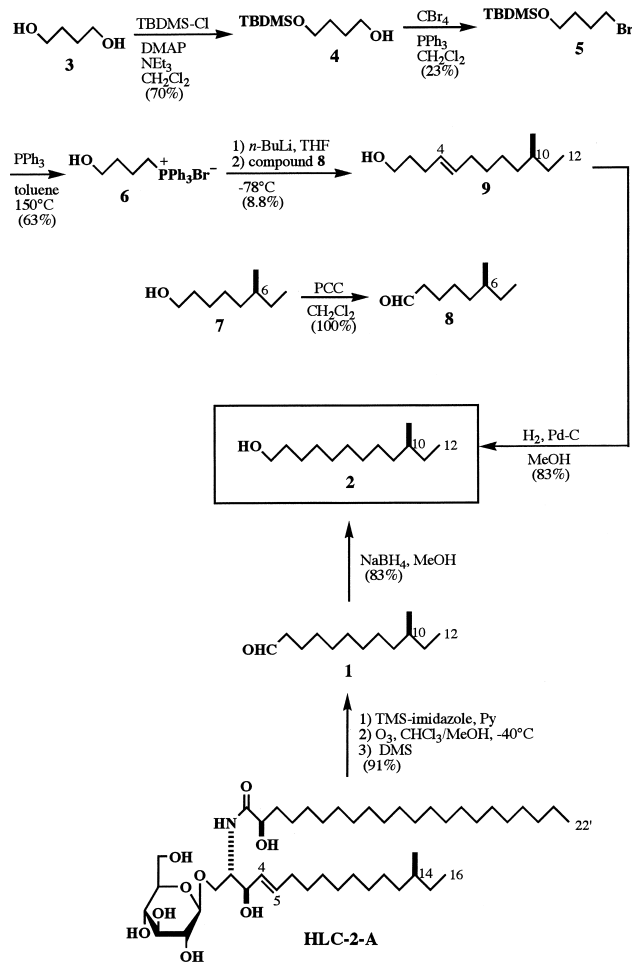 HO
OH
3
TBDMS-Cl
DMAP
NEt3
CH2Cl2
(70%)
TBDMSO
OH
4
CBr4
PPh3
CH2Cl2
(23%)
TBDMSO
Br
5
PPh3
toluene
150°C
(63%)
HO
+
PPh3Br−
6
1) n-BuLi, THF
2) compound 8
-78°C
(8.8%)
HO
4
10
12
9
HO
6
7
PCC
CH2Cl2
(100%)
OHC
6
8
HO
10
12
2
H2, Pd-C
MeOH
(83%)
NaBH4, MeOH
(83%)
OHC
10
12
1
1) TMS-imidazole, Py
2) O3, CHCl3/MeOH, -40°C
3) DMS
(91%)
O
HN
OH
22'
OH
O
O
4
5
14
16
OH
OH
HO
HO
OH
HLC-2-A